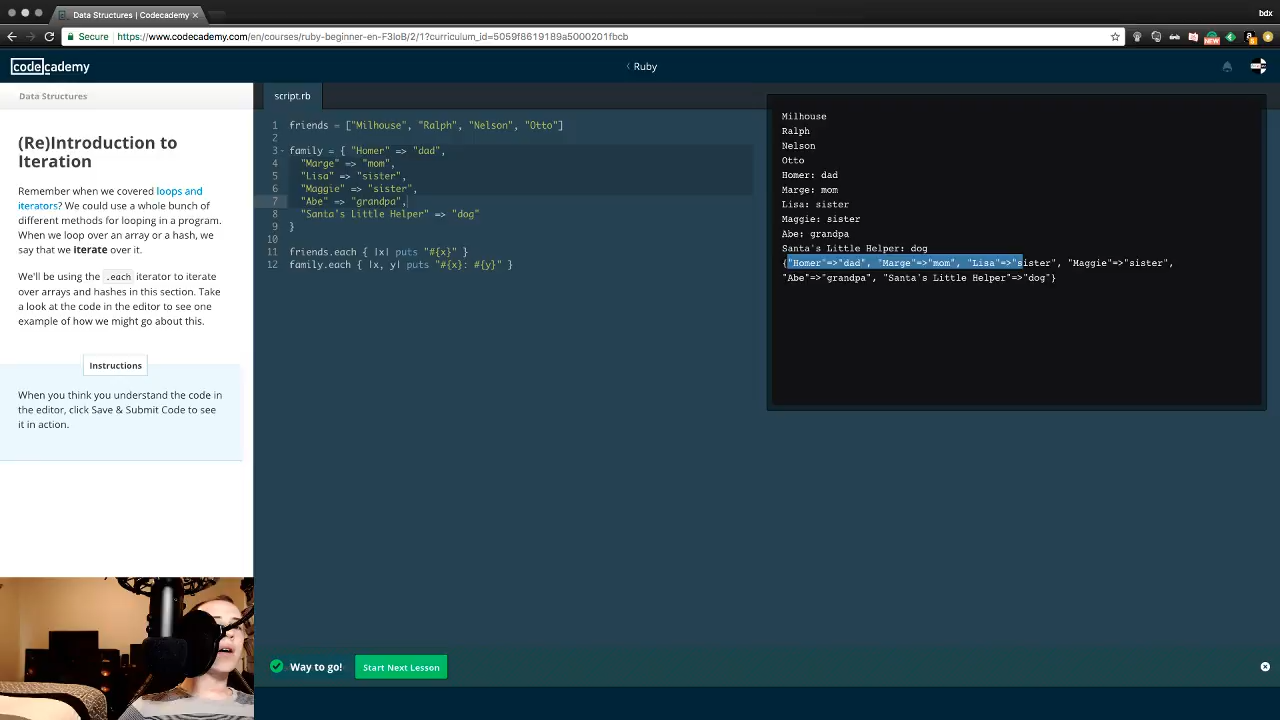 Data Structures | Codecademy
bdx
Secure
https://www.codecademy.com/en/courses/ruby-beginner-en-F3loB/2/1?curriculum_id=5059f8619189a5000201fbcb
NEW
codecademy
Ruby
Data Structures
(Re)Introduction to
Iteration
Remember when we covered loops and
iterators? We could use a whole bunch of
different methods for looping in a program.
When we loop over an array or a hash, we
say that we iterate over it.
We'll be using the .each iterator to iterate
over arrays and hashes in this section. Take
a look at the code in the editor to see one
example of how we might go about this.
Instructions
When you think you understand the code in
the editor, click Save & Submit Code to see
it in action.
script.rb
1 friends = ["Milhouse", "Ralph", "Nelson", "Otto"]
2
3 family = { "Homer" => "dad",
4 "Marge" => "mom",
5 "Lisa" => "sister",
6 "Maggie" => "sister",
7 "Abe" => "grandpa",
8 "Santa's Little Helper" => "dog"
9 }
10
11 friends.each { |x| puts "#{x}" }
12 family.each { |x, y| puts "#{x}: #{y}" }
Milhouse
Ralph
Nelson
Otto
Homer: dad
Marge: mom
Lisa: sister
Maggie: sister
Abe: grandpa
Santa's Little Helper: dog
{"Homer"=>"dad", "Marge"=>"mom", "Lisa"=>"sister", "Maggie"=>"sister",
"Abe"=>"grandpa", "Santa's Little Helper"=>"dog"}
Way to go!
Start Next Lesson